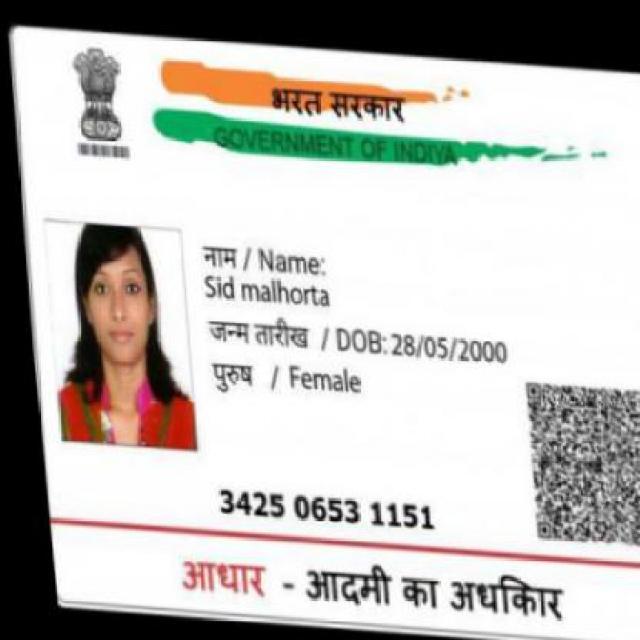 भरत सरकार
GOVERNMENT OF INDIYA
नाम / Name:
Sid malhorta
जन्म तारीख / DOB: 28/05/2000
पुरुष / Female
3425 0653 1151
आधार - आदमी का अधकिार